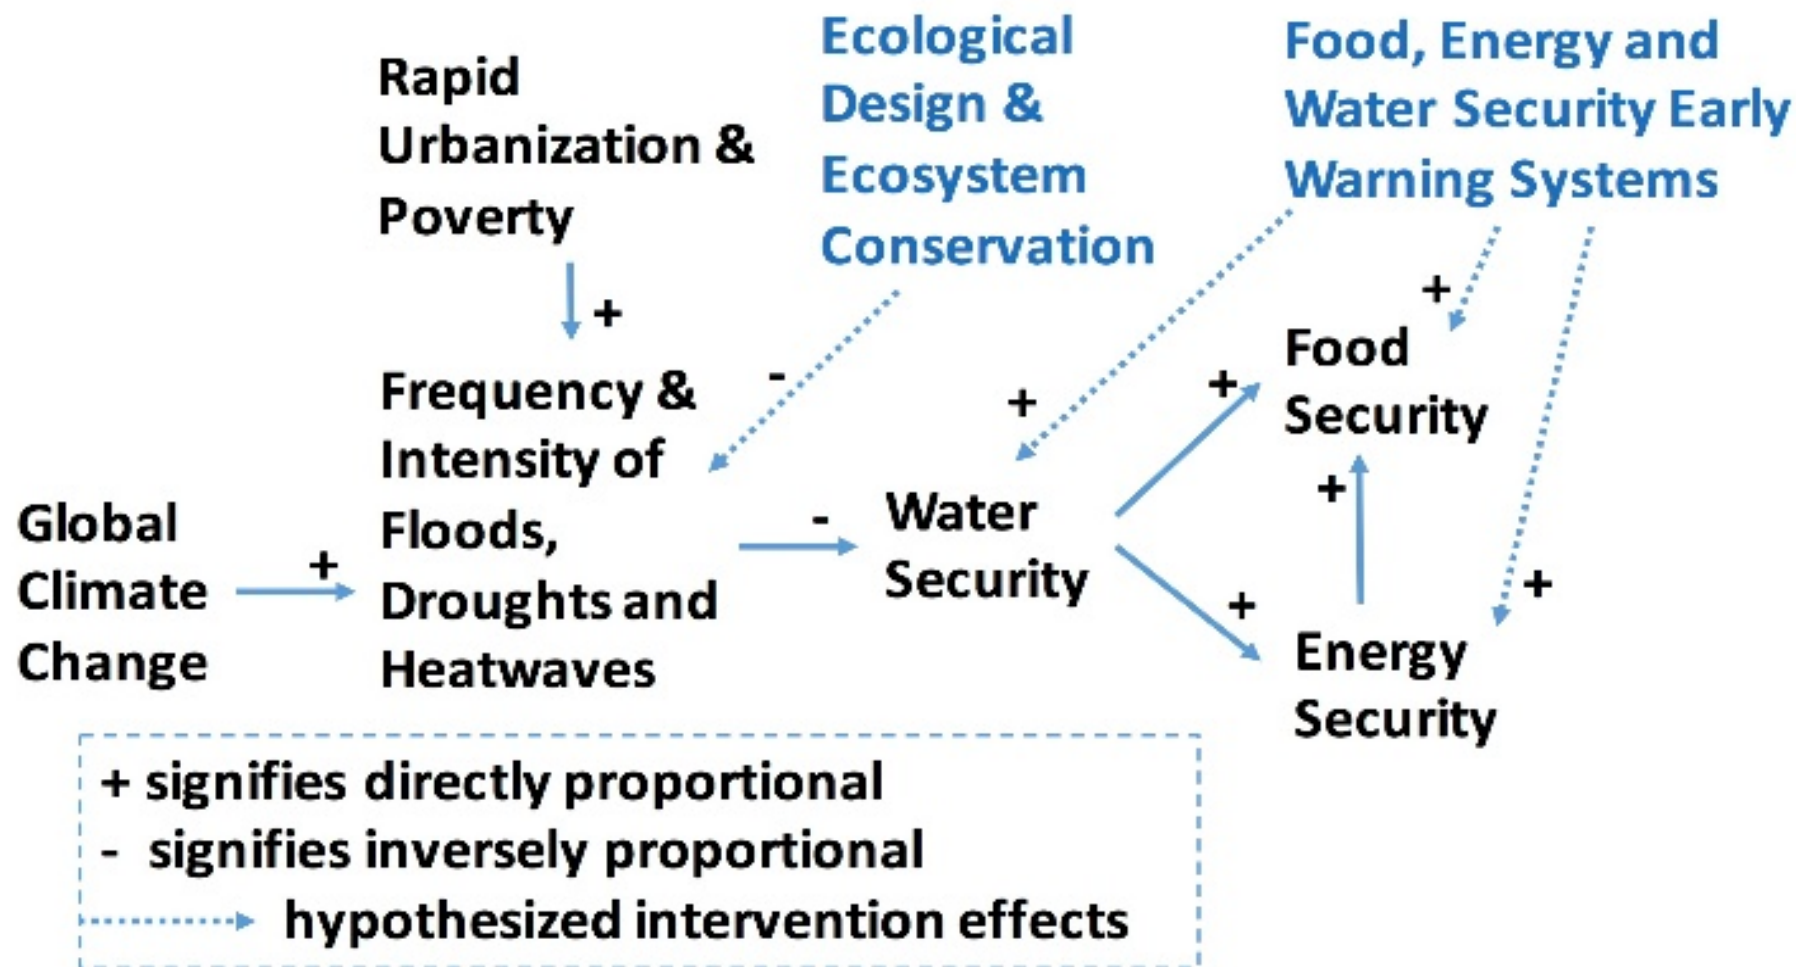 Rapid
Urbanization &
Poverty
Ecological
Design &
Ecosystem
Conservation
Food, Energy and
Water Security Early
Warning Systems
+
-
+
+
+
Frequency &
Intensity of
Floods,
Droughts and
Heatwaves
Global
Climate
Change
+
-
Water
Security
Food
Security
+
+
+
Energy
Security
+ signifies directly proportional
- signifies inversely proportional
hypothesized intervention effects